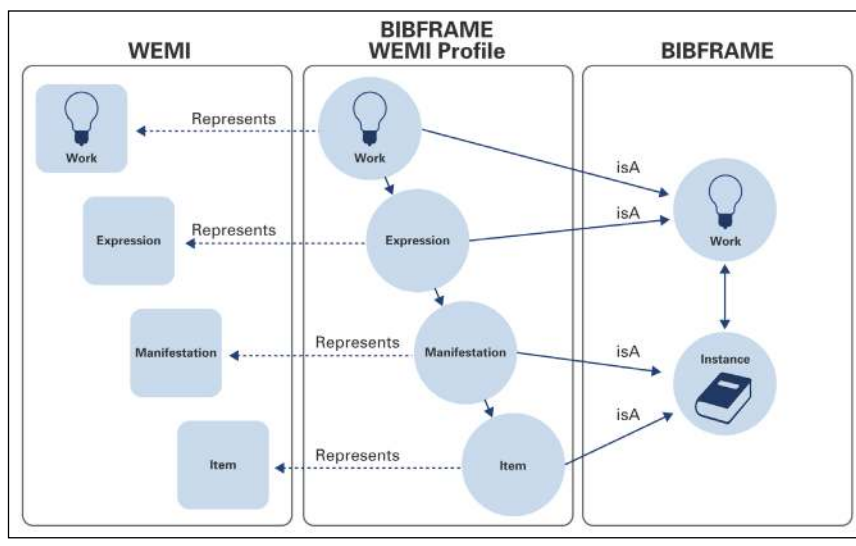 WEMI
BIBFRAME
WEMI Profile
BIBFRAME
Work
Represents
Work
isA
Work
Expression
Represents
Expression
isA
Manifestation
Represents
Manifestation
isA
Instance
Item
Represents
Item
isA